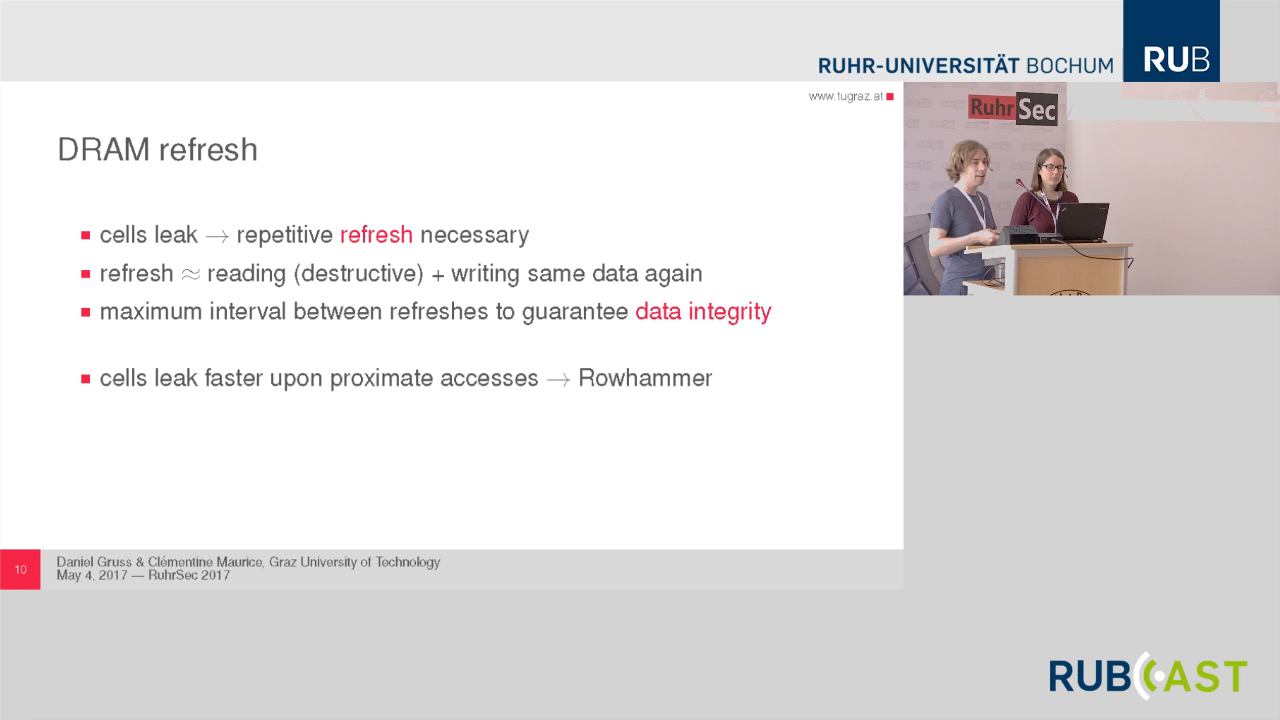 RUHR-UNIVERSITÄT BOCHUM RUB
www.tugraz.at
RuhrSec
DRAM refresh
cells leak → repetitive refresh necessary
refresh ≈ reading (destructive) + writing same data again
maximum interval between refreshes to guarantee data integrity
cells leak faster upon proximate accesses → Rowhammer
10
Daniel Gruss & Clémentine Maurice, Graz University of Technology
May 4, 2017 — RuhrSec 2017
RUBCAST